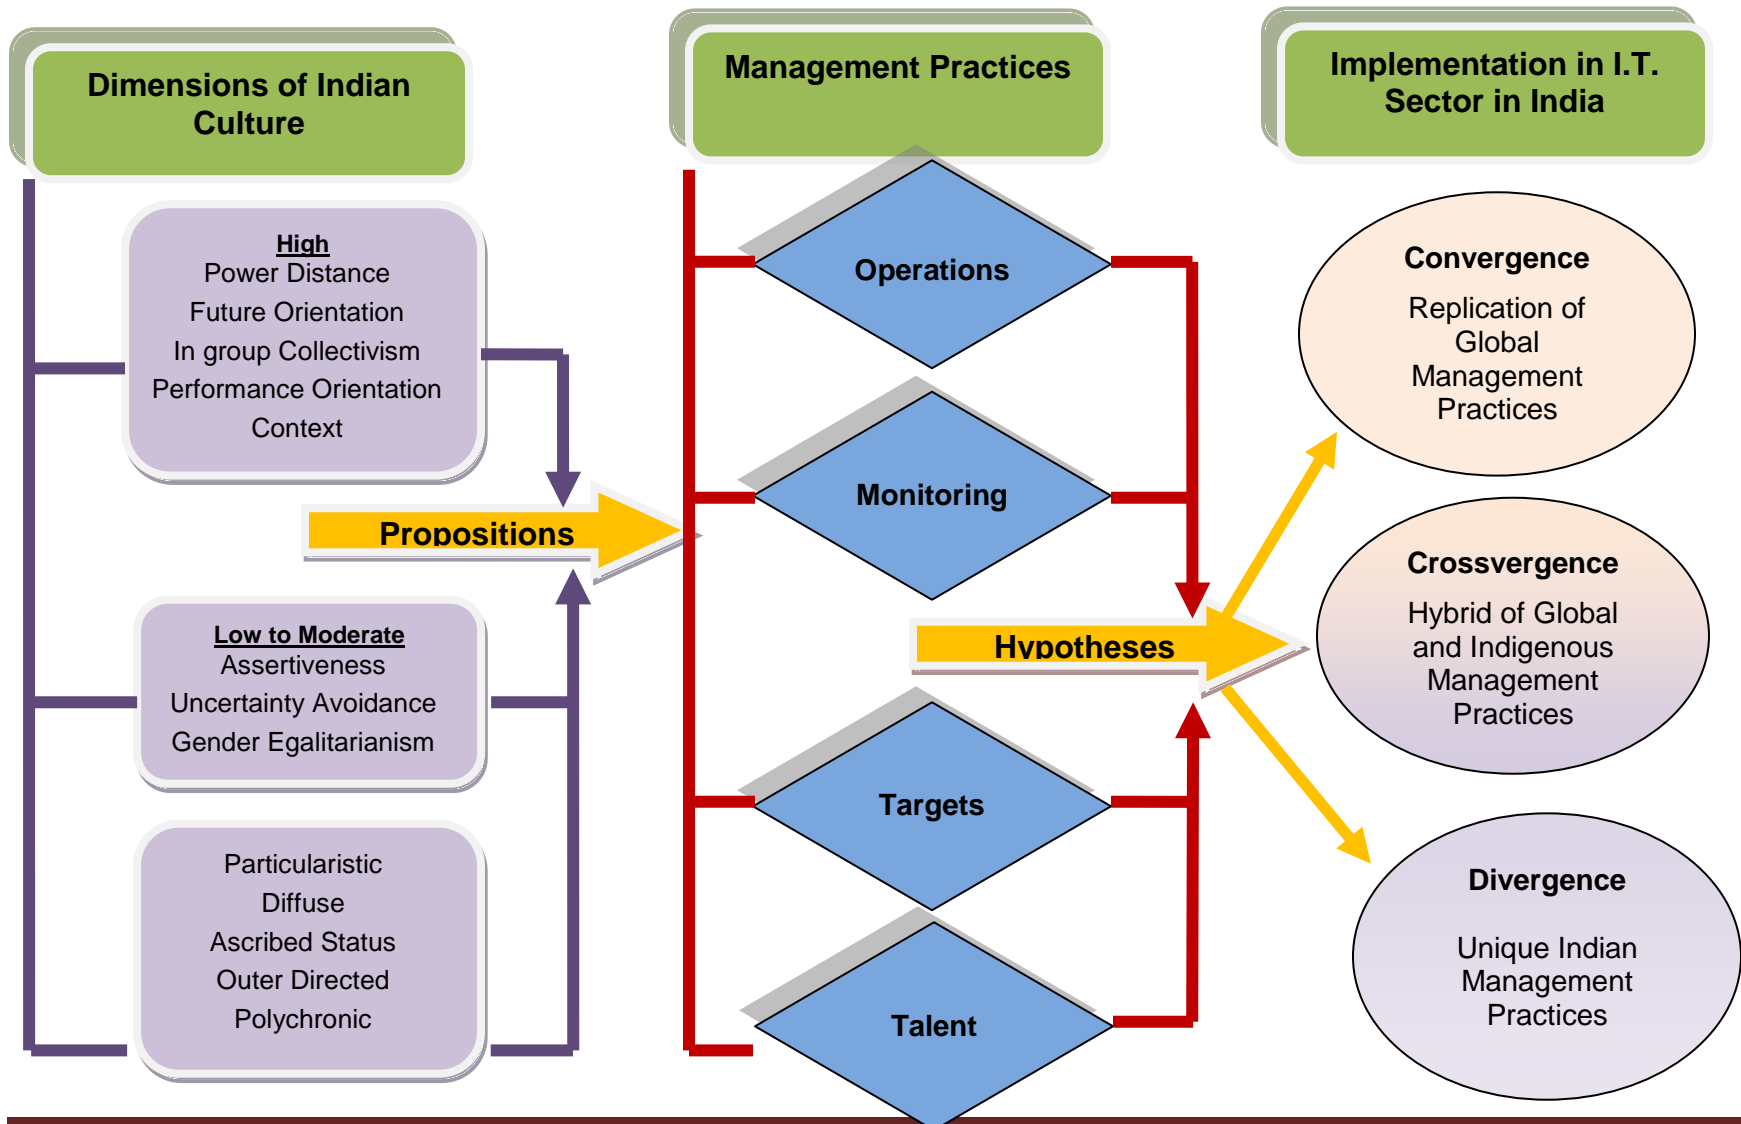 Dimensions of Indian
Culture
High
Power Distance
Future Orientation
In group Collectivism
Performance Orientation
Context
Low to Moderate
Assertiveness
Uncertainty Avoidance
Gender Egalitarianism
Particularistic
Diffuse
Ascribed Status
Outer Directed
Polychronic
Propositions
Management Practices
Operations
Monitoring
Targets
Talent
Hypotheses
Implementation in I.T.
Sector in India
Convergence
Replication of
Global
Management
Practices
Crossvergence
Hybrid of Global
and Indigenous
Management
Practices
Divergence
Unique Indian
Management
Practices